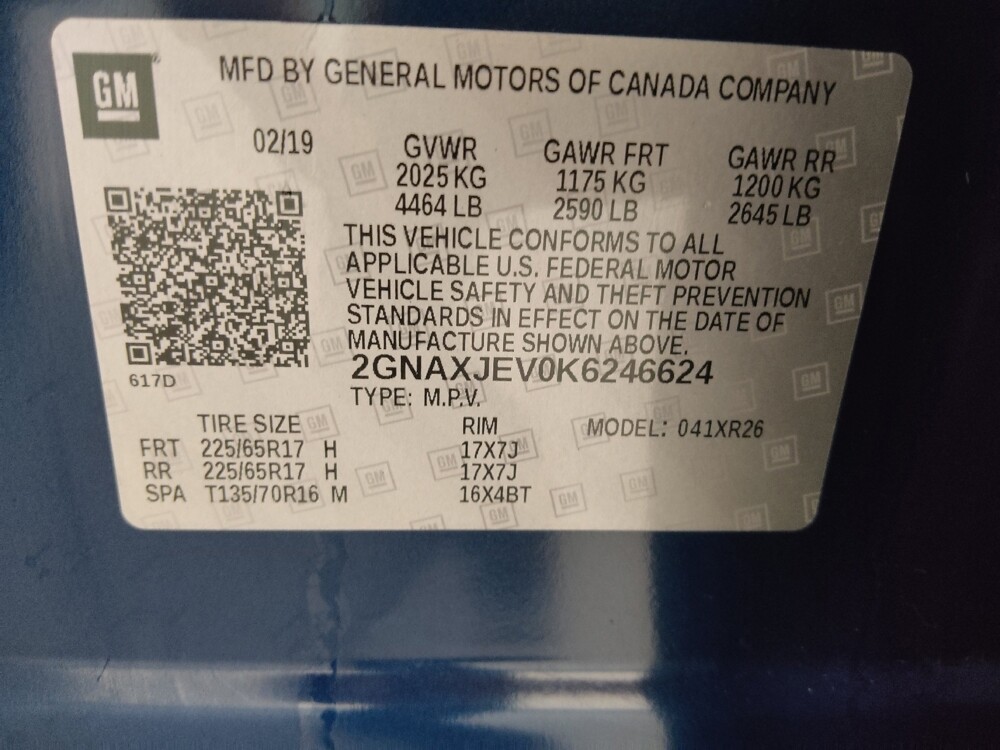 GM
MFD BY GENERAL MOTORS OF CANADA COMPANY
02/19 GVWR GAWR FRT GAWR RR
2025 KG 1175 KG 1200 KG
4464 LB 2590 LB 2645 LB
THIS VEHICLE CONFORMS TO ALL
APPLICABLE U.S. FEDERAL MOTOR
VEHICLE SAFETY AND THEFT PREVENTION
STANDARDS IN EFFECT ON THE DATE OF
MANUFACTURE SHOWN ABOVE.
2GNAXJEV0K6246624
617D
TYPE: M.P.V.
TIRE SIZE RIM MODEL: 041XR26
FRT 225/65R17 H 17X7J
RR 225/65R17 H 17X7J
SPA T135/70R16 M 16X4BT